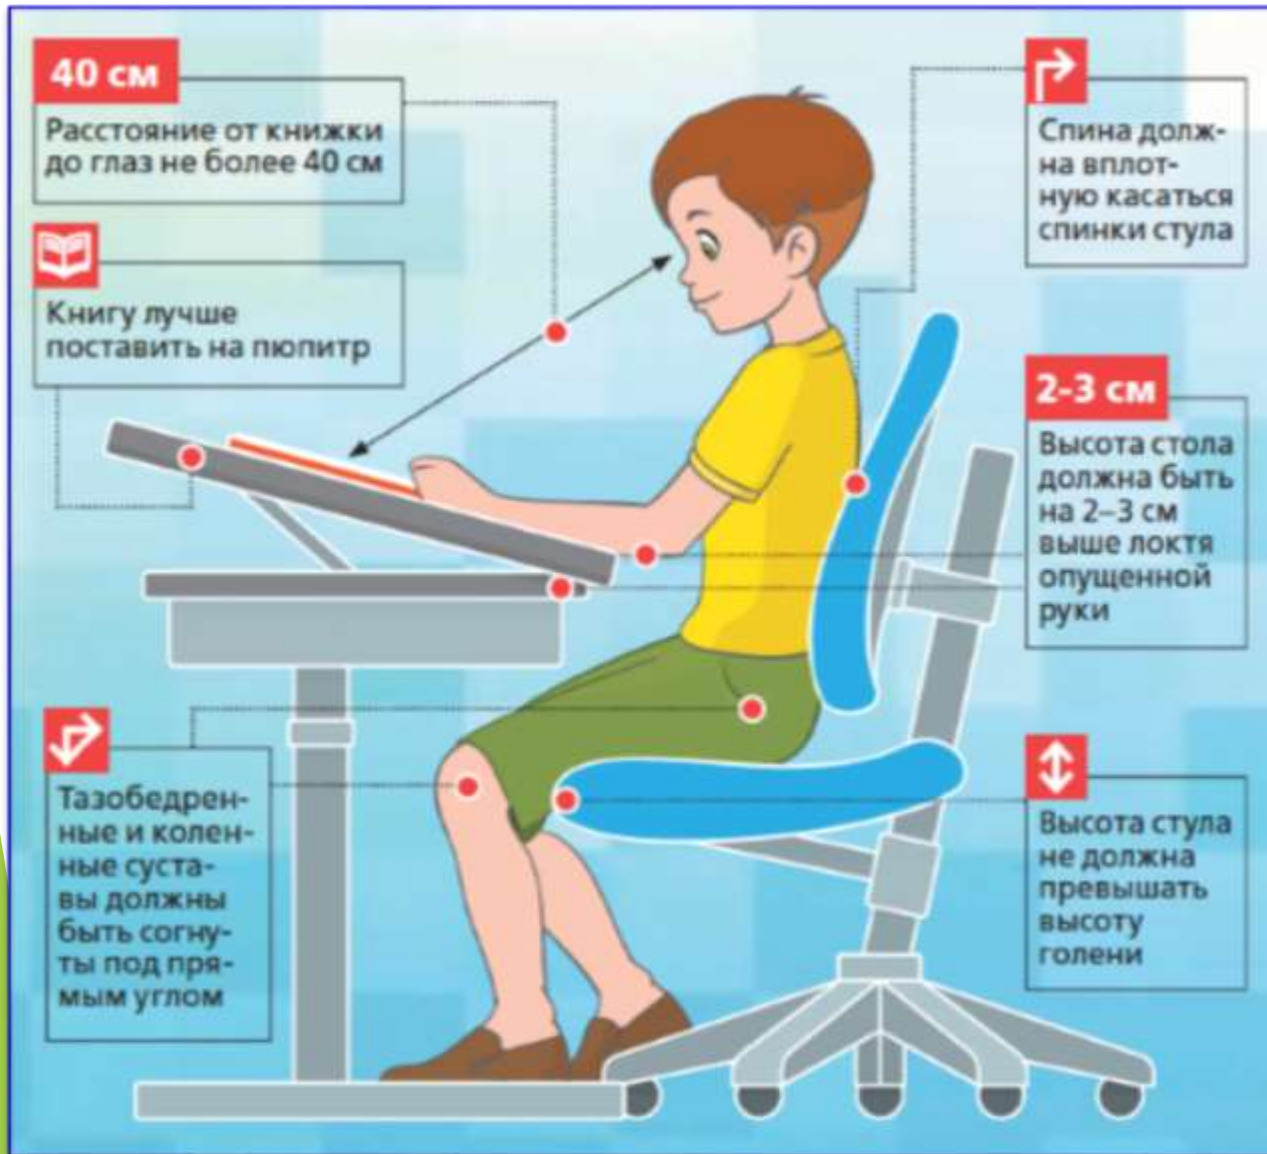 40 см
Расстояние от книжки
до глаз не более 40 см
Книгу лучше
поставить на пюпитр
Тазобедрен-
ные и колен-
ные суста-
вы должны
быть согну-
ты под пря-
мым углом
Спина долж-
на вплот-
ную касаться
спинки стула
2-3 см
Высота стола
должна быть
на 2–3 см
выше локтя
опущенной
руки
Высота стула
не должна
превышать
высоту
голени